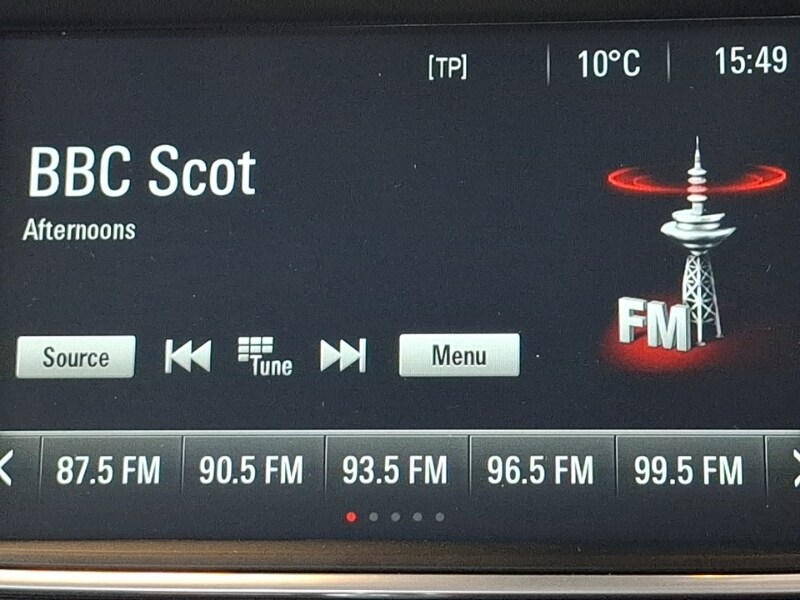 [TP] 10°C 15:49
BBC Scot
Afternoons
FM
Source Tune Menu
87.5 FM 90.5 FM 93.5 FM 96.5 FM 99.5 FM